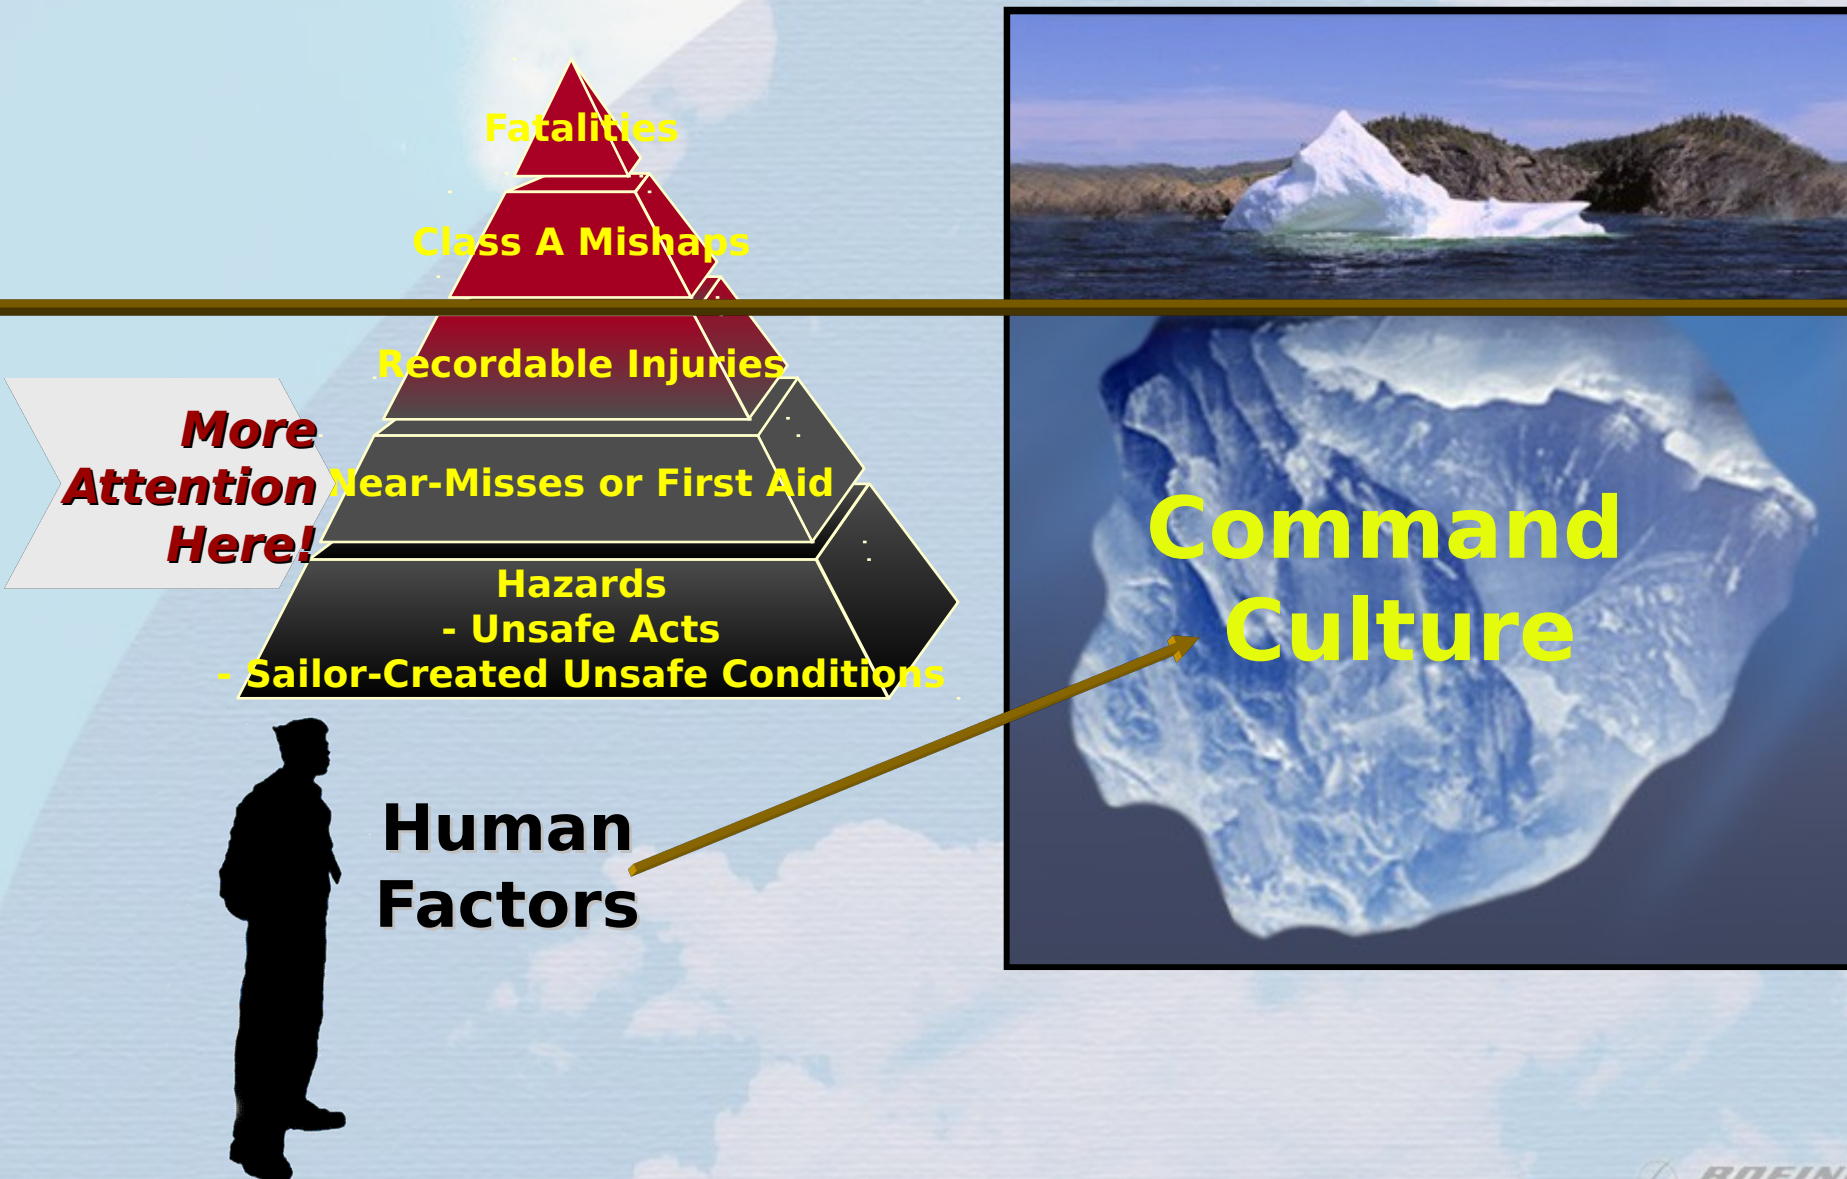 Fatalities
Class A Mishaps
Recordable Injuries
Near-Misses or First Aid
Hazards
- Unsafe Acts
- Sailor-Created Unsafe Conditions
More
Attention
Here!
Human
Factors
Command
Culture